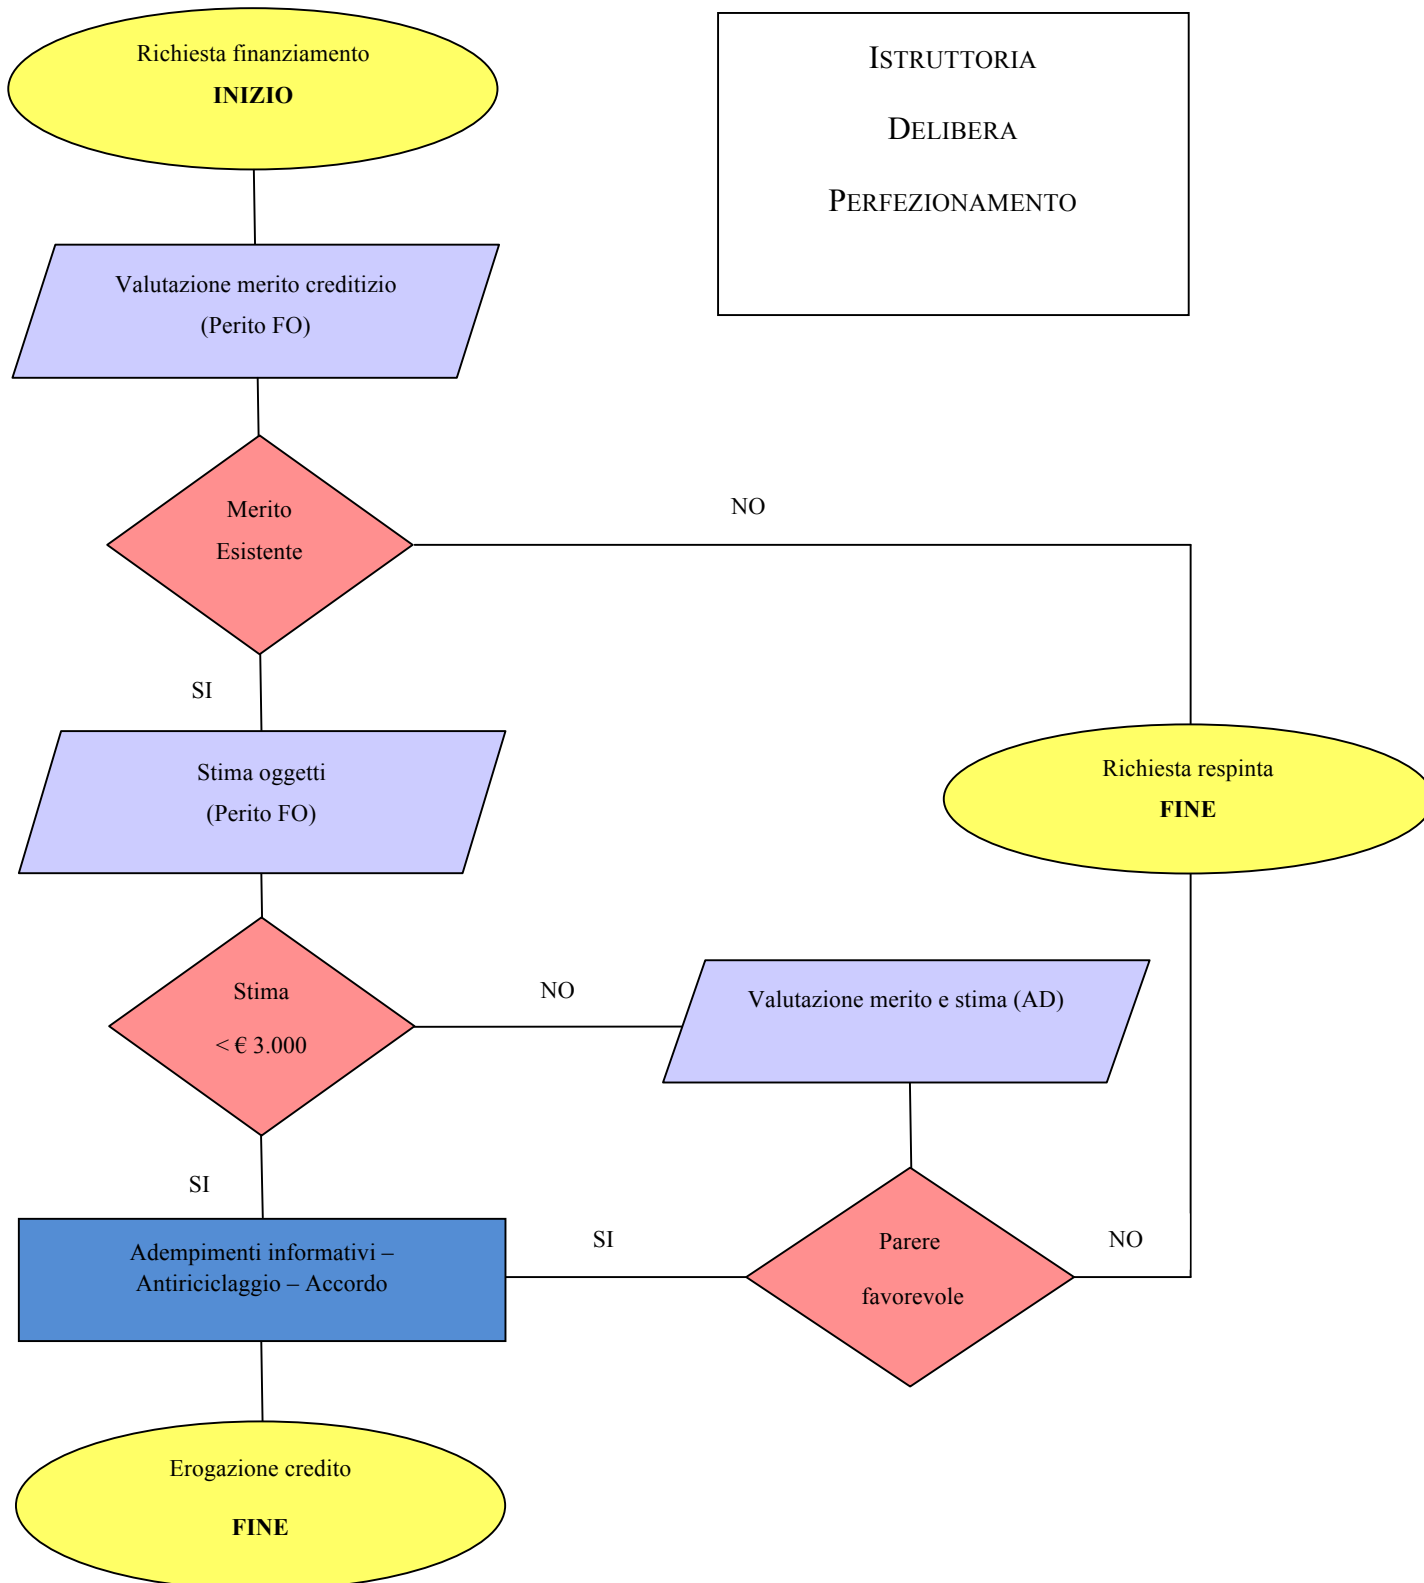 Richiesta finanziamento
INIZIO
ISTRUTTORIA
DELIBERA
PERFEZIONAMENTO
Valutazione merito creditizio
(Perito FO)
Merito
Esistente
NO
SI
Stima oggetti
(Perito FO)
Richiesta respinta
FINE
Stima
< € 3.000
NO
Valutazione merito e stima (AD)
SI
Adempimenti informativi –
Antiriciclaggio – Accordo
SI
Parere
favorevole
NO
Erogazione credito
FINE